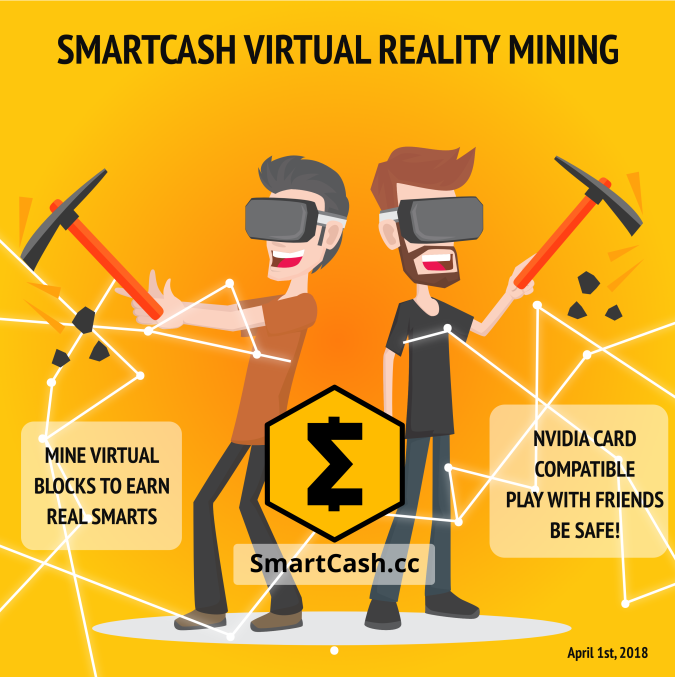 SMARTCASH VIRTUAL REALITY MINING
MINE VIRTUAL
BLOCKS TO EARN
REAL SMARTS
NVIDIA CARD
COMPATIBLE
PLAY WITH FRIENDS
BE SAFE!
SmartCash.cc
April 1st, 2018